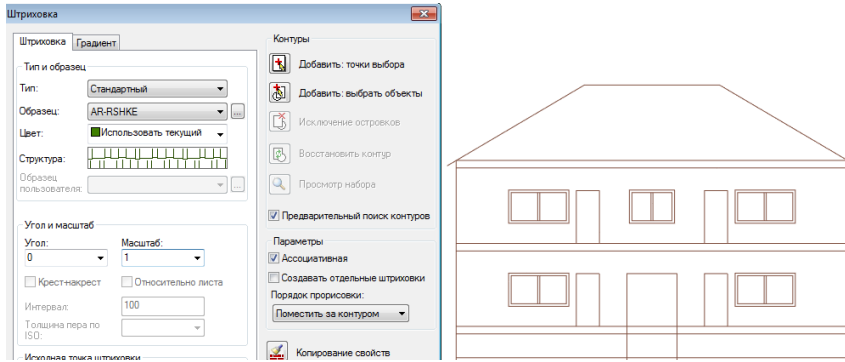 Штриховка
Штриховка
Градиент
Тип и образец
Тип:
Стандартный
Образец:
AR-RSHKE
...
Цвет:
Использовать текущий
Структура:
Образец
пользователя:
...
Угол и масштаб
Угол:
Масштаб:
0
1
Крест-накрест
Относительно листа
Интервал:
100
Толщина пера по
ISO:
Исходная точка штриховки
Контуры
Добавить: точки выбора
Добавить: выбрать объекты
Исключение островков
Восстановить контур
Просмотр набора
Предварительный поиск контуров
Параметры
Ассоциативная
Создавать отдельные штриховки
Порядок прорисовки:
Поместить за контуром
Копирование свойств